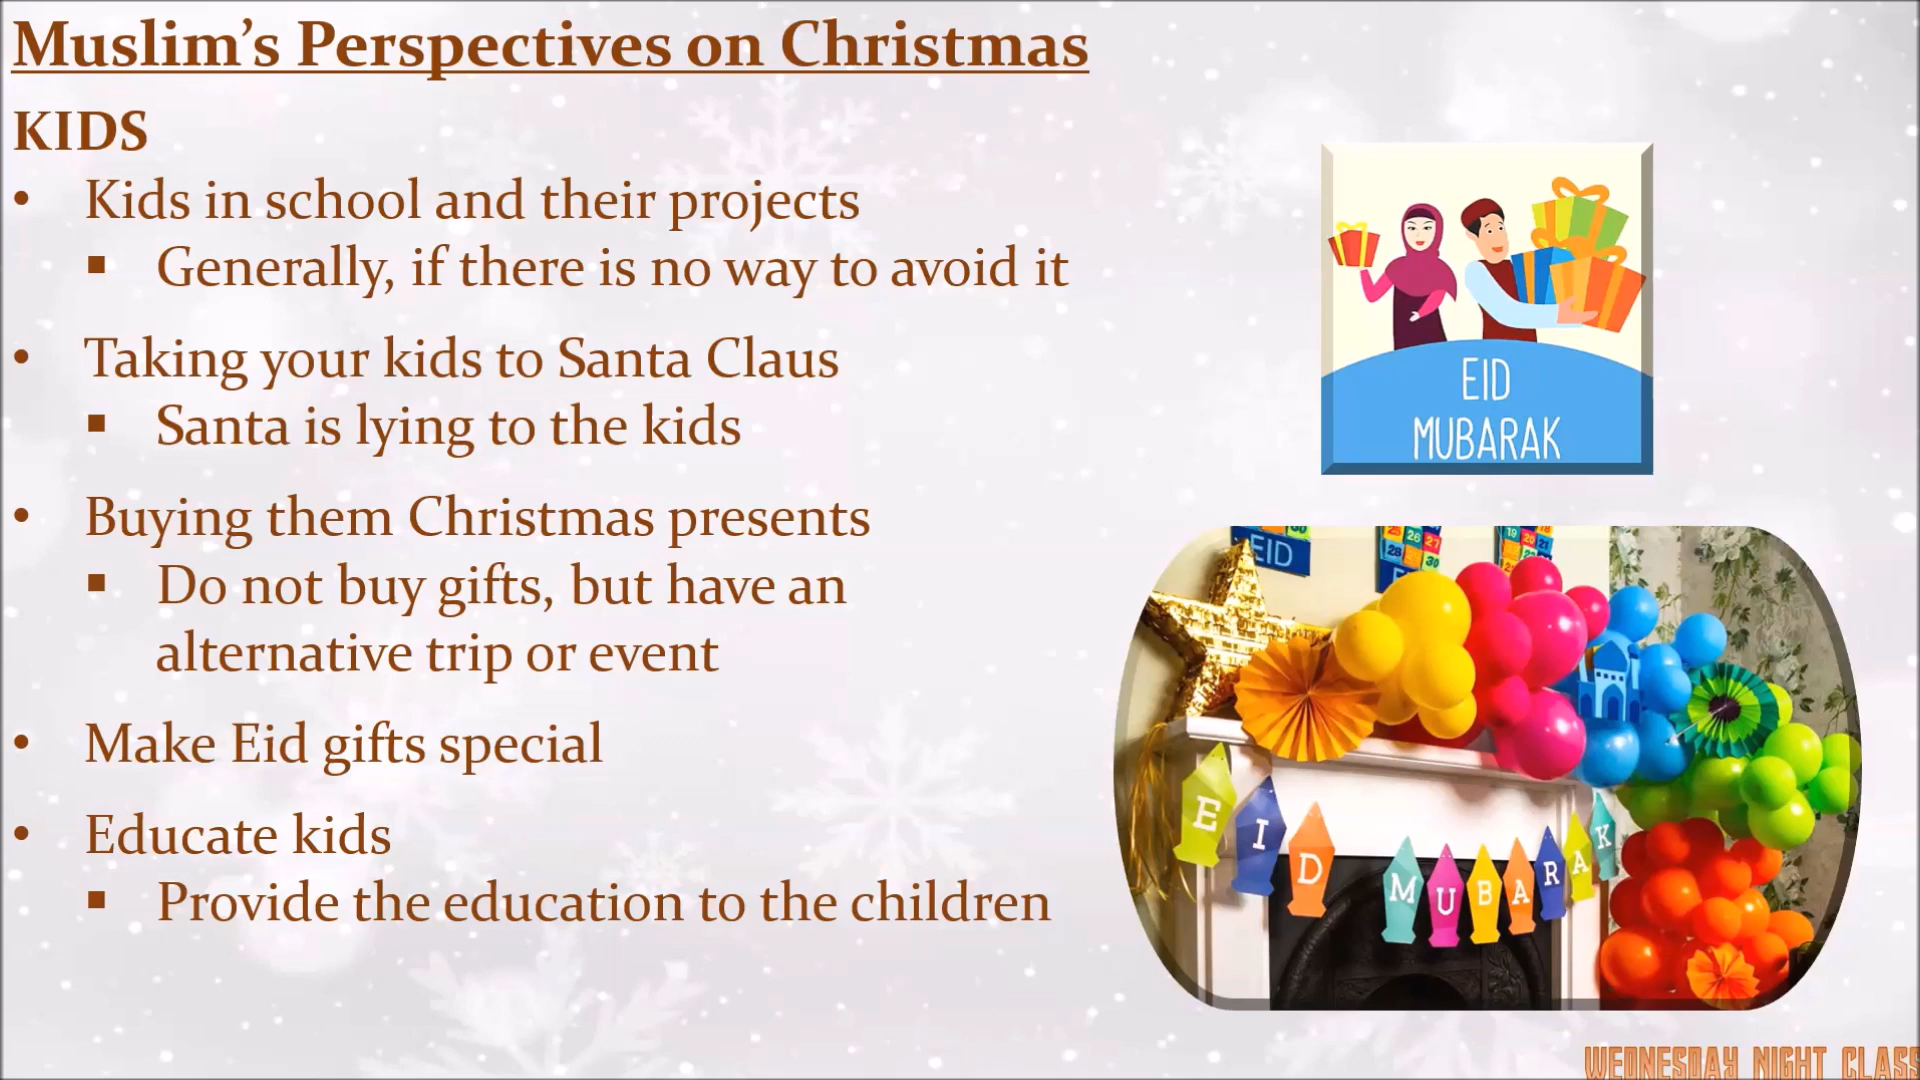 Muslim's Perspectives on Christmas
KIDS
• Kids in school and their projects
▪ Generally, if there is no way to avoid it
• Taking your kids to Santa Claus
▪ Santa is lying to the kids
• Buying them Christmas presents
▪ Do not buy gifts, but have an
alternative trip or event
• Make Eid gifts special
• Educate kids
▪ Provide the education to the children
EID
MUBARAK
EID
EID MUBARAK
WEDNESDAY NIGHT CLASS